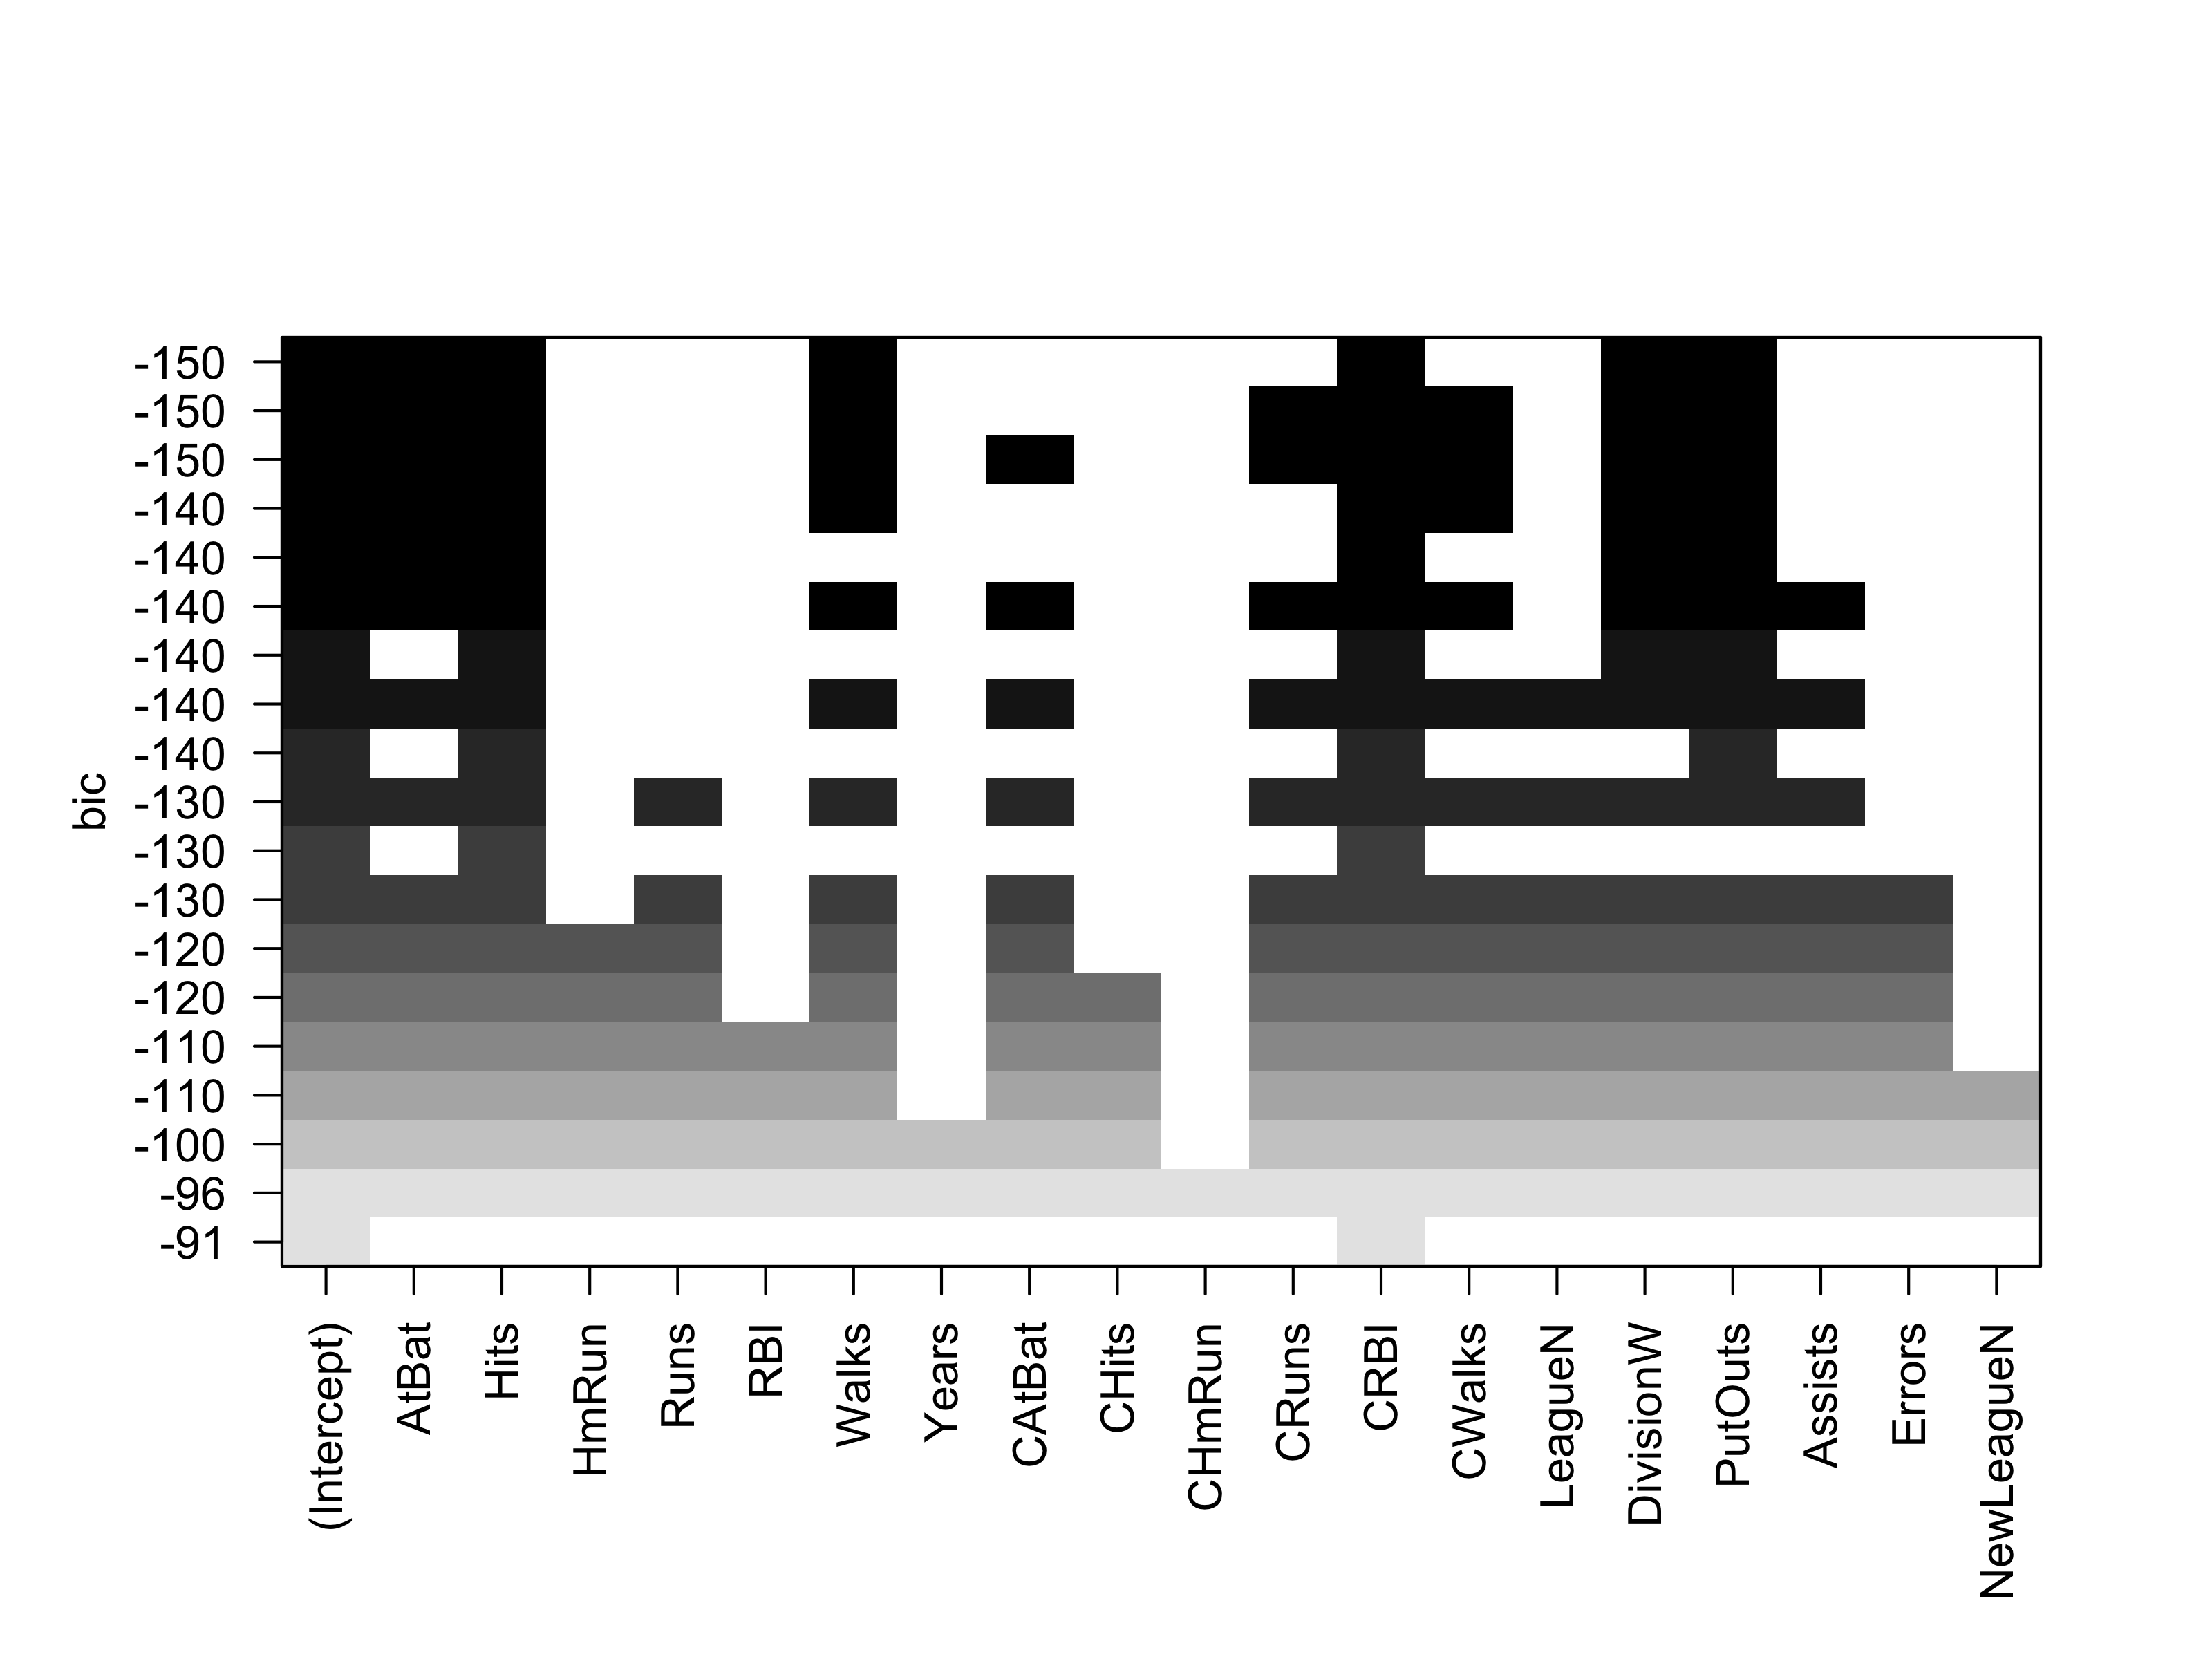 bic
-150
-150
-150
-140
-140
-140
-140
-140
-140
-130
-130
-130
-120
-120
-110
-110
-100
-96
-91
(Intercept)
AtBat
Hits
HmRun
Runs
RBI
Walks
Years
CAtBat
CHits
CHmRun
CRuns
CRBI
CWalks
LeagueN
DivisionW
PutOuts
Assists
Errors
NewLeagueN